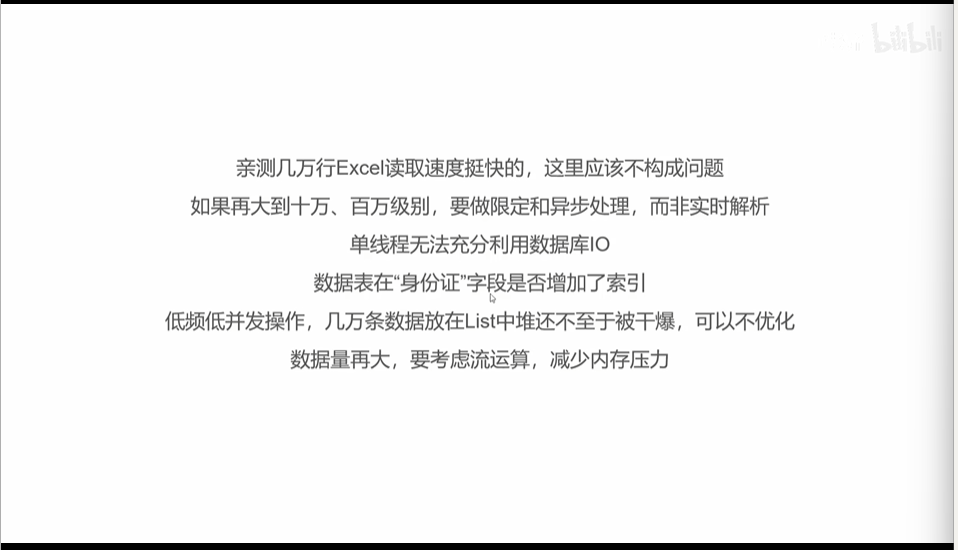 bilibili
亲测几万行Excel读取速度挺快的，这里应该不构成问题
如果再大到十万、百万级别，要做限定和异步处理，而非实时解析
单线程无法充分利用数据库IO
数据表在“身份证”字段是否增加了索引
低频低并发操作，几万条数据放在List中堆还不至于被干爆，可以不优化
数据量再大，要考虑流运算，减少内存压力